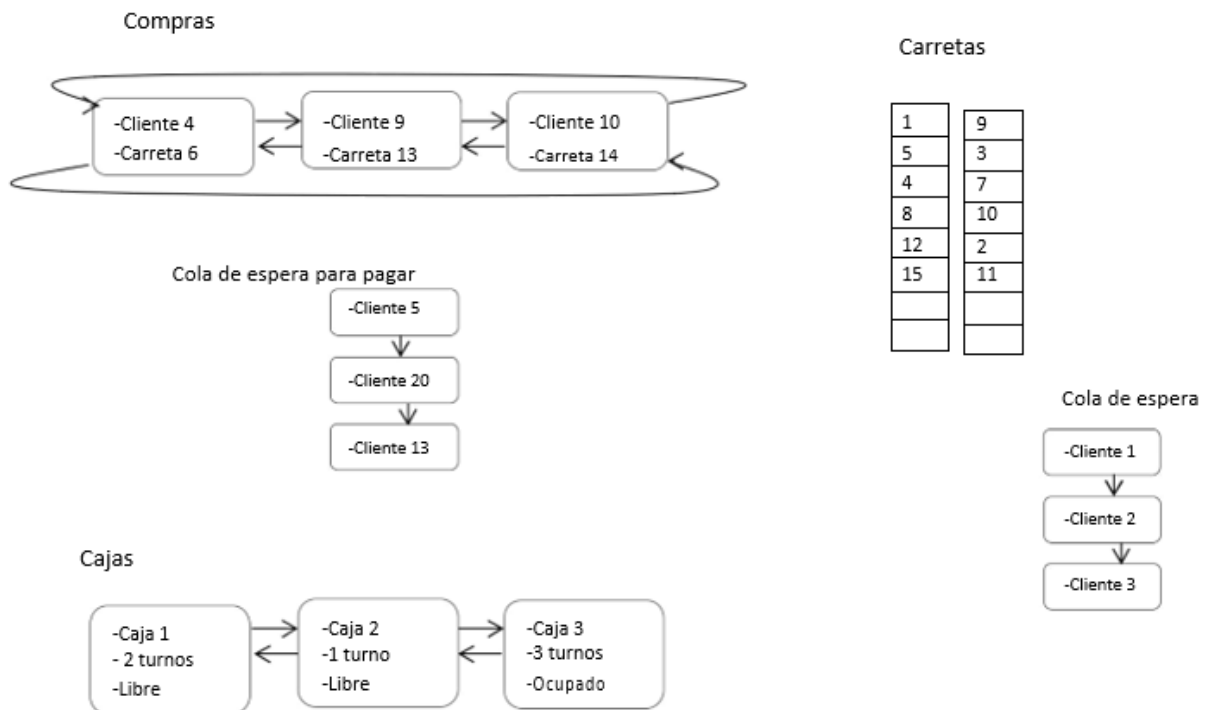 Compras
-Cliente 4
-Carreta 6
-Cliente 9
-Carreta 13
-Cliente 10
-Carreta 14
Carretas
1
5
4
8
12
15
9
3
7
10
2
11
Cola de espera para pagar
-Cliente 5
-Cliente 20
-Cliente 13
Cola de espera
-Cliente 1
-Cliente 2
-Cliente 3
Cajas
-Caja 1
- 2 turnos
-Libre
-Caja 2
-1 turno
-Libre
-Caja 3
-3 turnos
-Ocupado